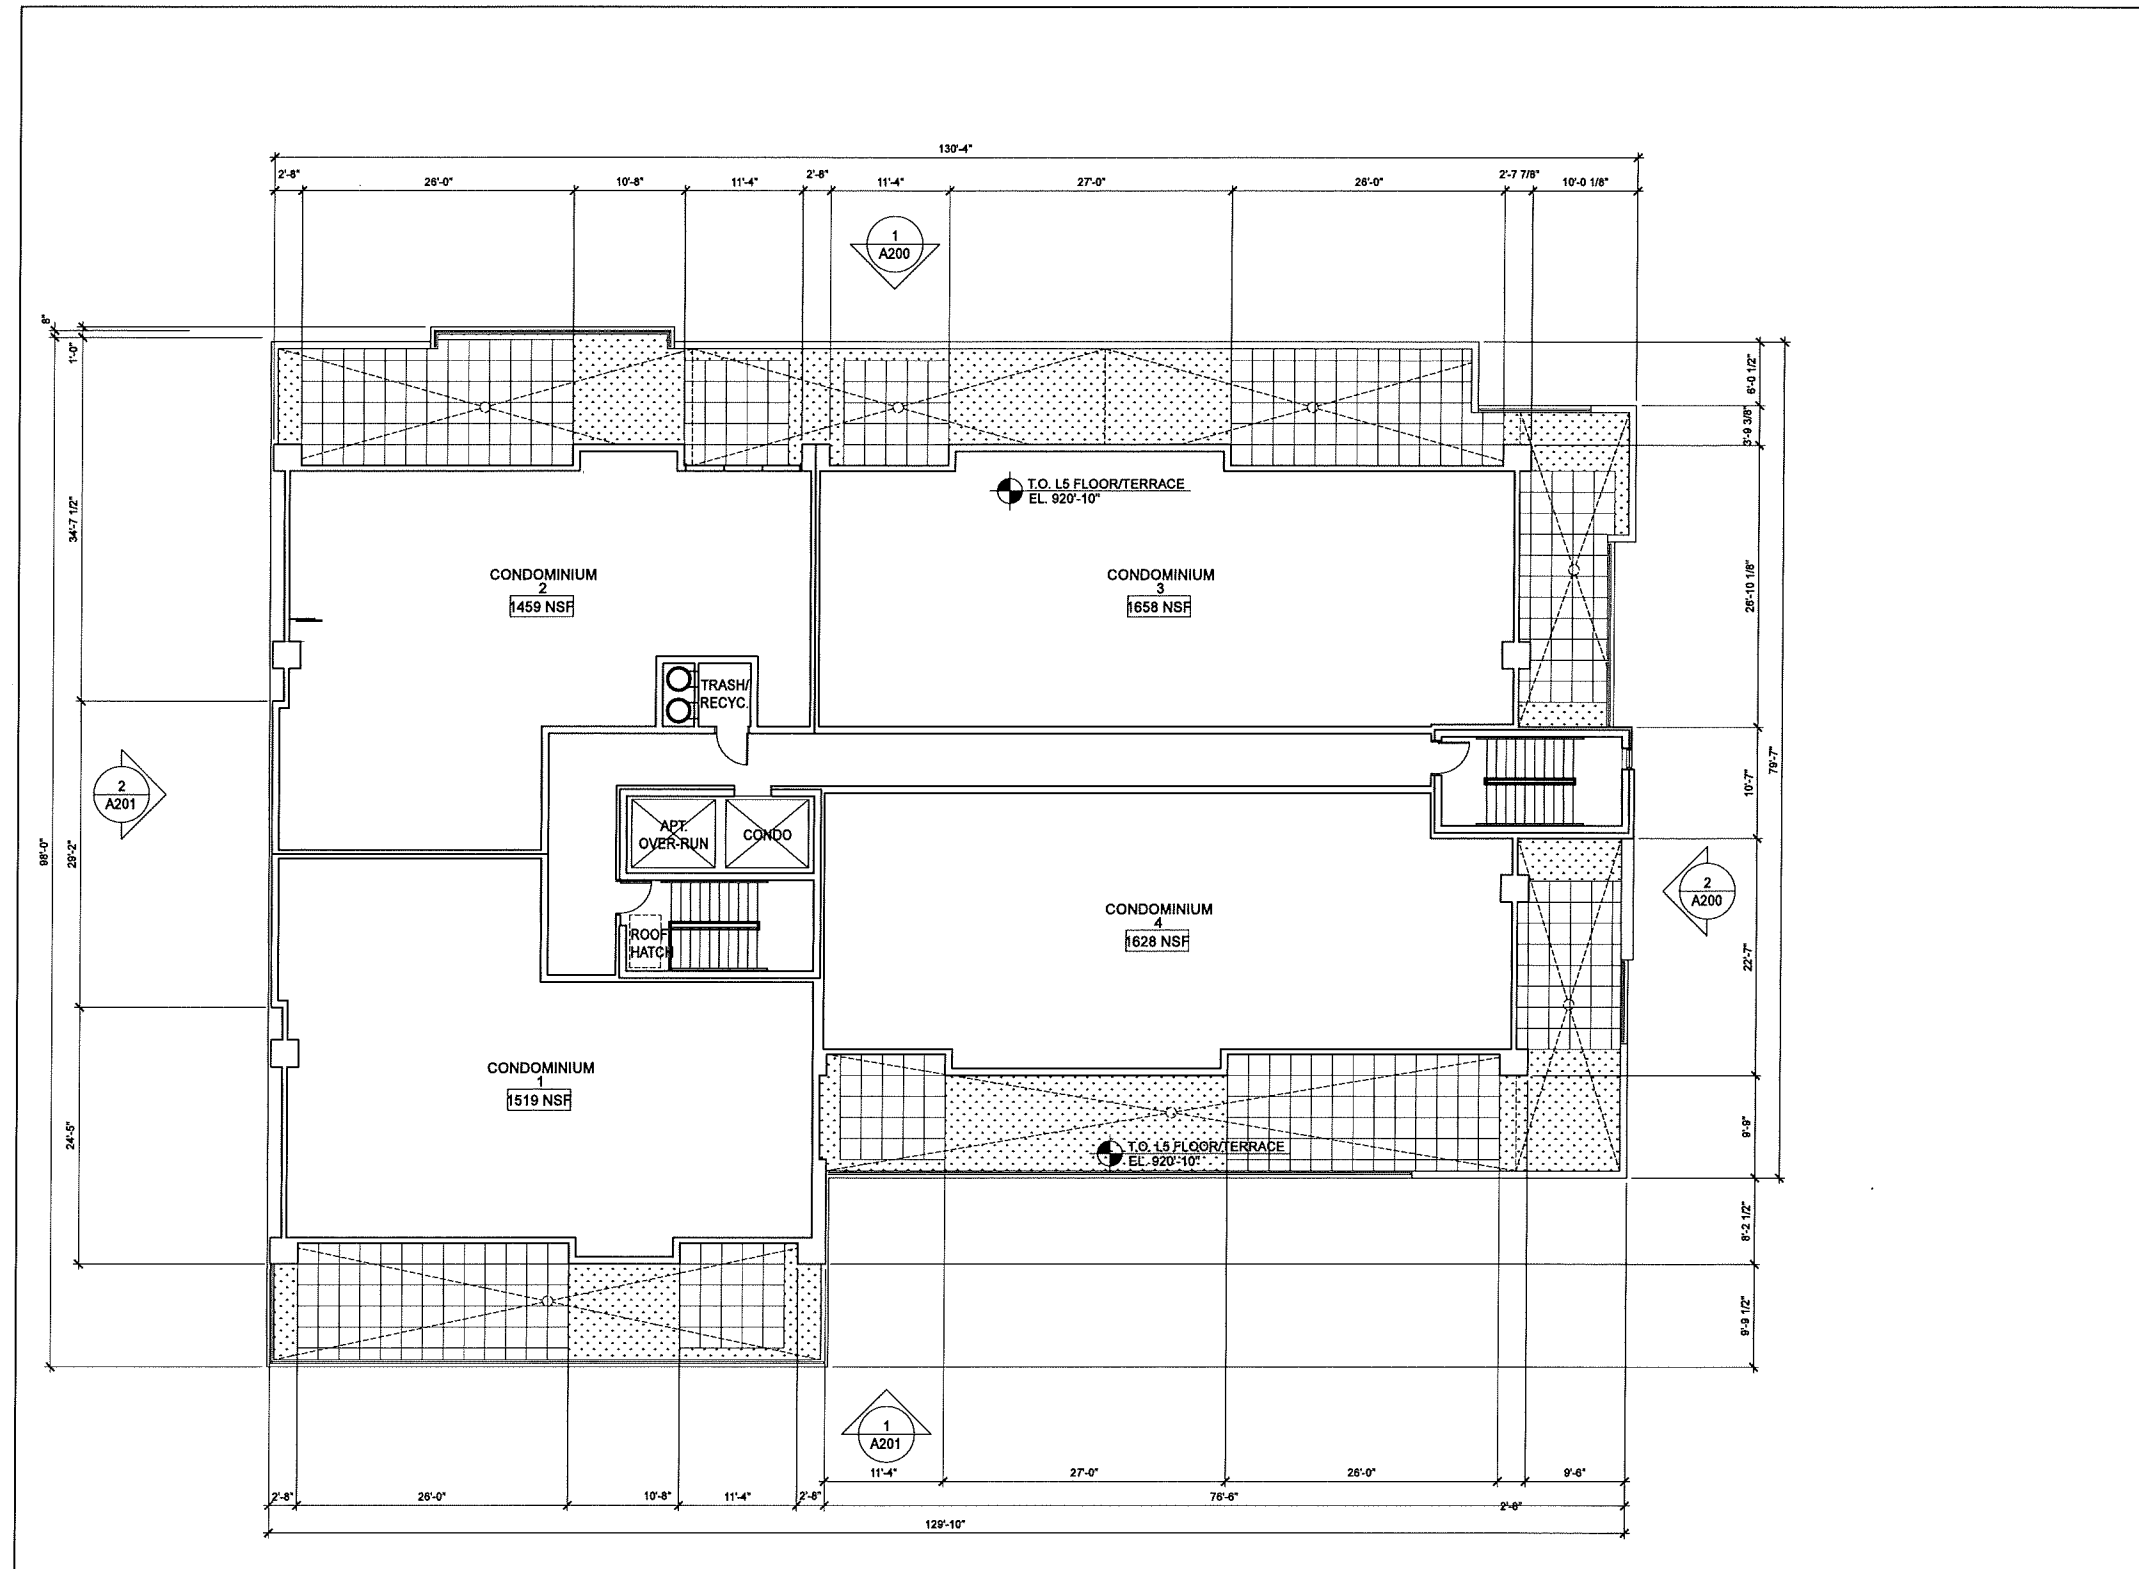 130'-4"
2'-8"
26'-0"
10'-8"
11'-4"
2'-8"
11'-4"
27'-0"
26'-0"
2'-7 7/8"
10'-0 1/8"
1
A200
8"
1'-0"
34'-7 1/2"
98'-0"
29'-2"
24'-5"
6'-0 1/2"
3'-9 3/8"
26'-10 1/8"
79'-7"
10'-7"
22'-7"
9'-9"
8'-2 1/2"
9'-9 1/2"
T.O. L5 FLOOR/TERRACE
EL. 920'-10"
CONDOMINIUM
2
1459 NSF
CONDOMINIUM
3
1658 NSF
TRASH/
RECYC.
2
A201
APT.
OVER-RUN
CONDO
2
A200
CONDOMINIUM
4
1628 NSF
ROOF
HATCH
CONDOMINIUM
1
1519 NSF
T.O. L5 FLOOR/TERRACE
EL. 920'-10"
1
A201
11'-4"
27'-0"
26'-0"
9'-6"
2'-8"
26'-0"
10'-8"
11'-4"
2'-8"
76'-6"
2'-8"
129'-10"